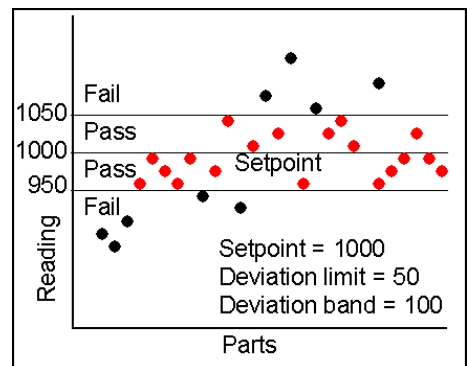 Fail
1050
Pass
1000
Setpoint
Pass
950
Fail
Reading
Setpoint = 1000
Deviation limit = 50
Deviation band = 100
Parts